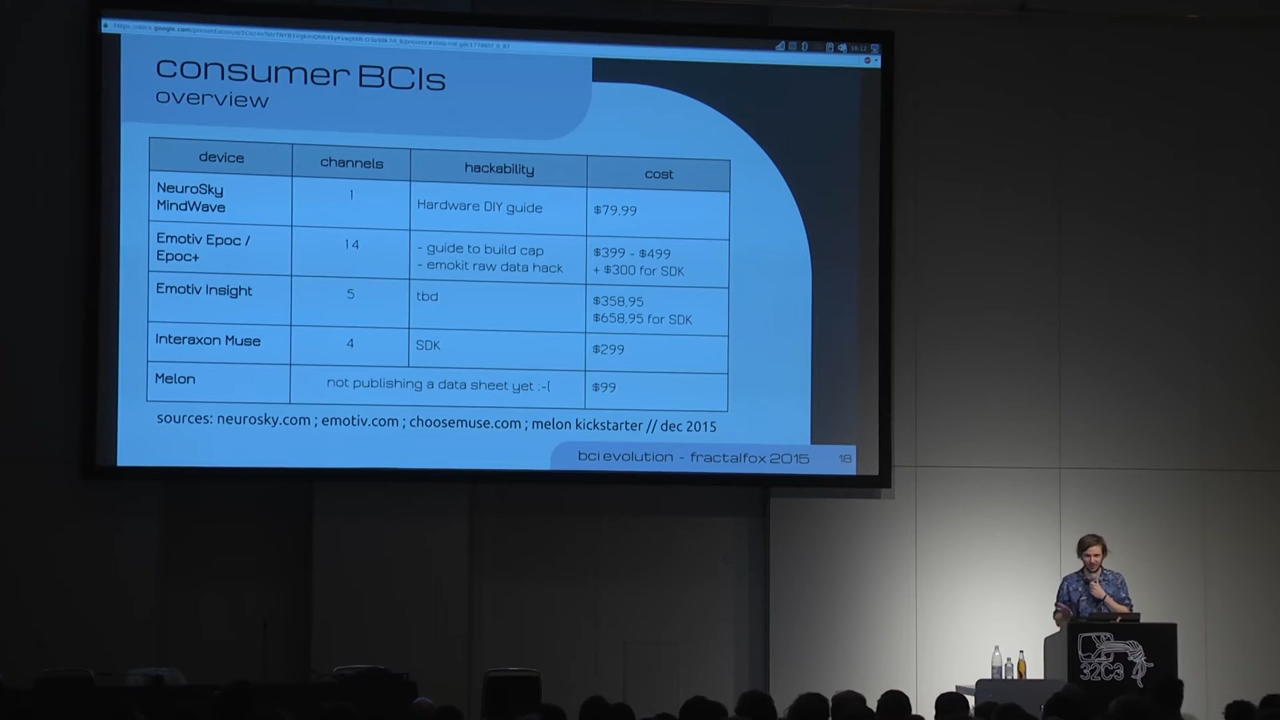 consumer BCIs
overview
device channels hackability cost
NeuroSky MindWave 1 Hardware DIY guide $79,99
Emotiv Epoc / Epoc+ 14 - guide to build cap - emokit raw data hack $399 - $499 + $300 for SDK
Emotiv Insight 5 tbd $358,95 $658,95 for SDK
Interaxon Muse 4 SDK $299
Melon not publishing a data sheet yet :-[ $99
sources: neurosky.com ; emotiv.com ; choosemuse.com ; melon kickstarter // dec 2015
bci evolution - fractalfox 2015 18
32C3